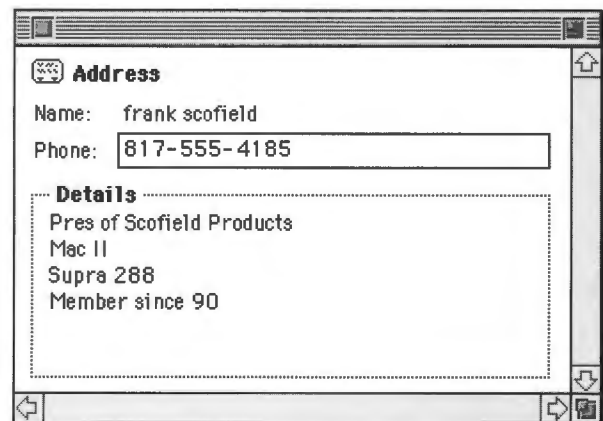 Address
Name: frank scofield
Phone: 817-555-4185
Details
Pres of Scofield Products
Mac II
Supra 288
Member since 90